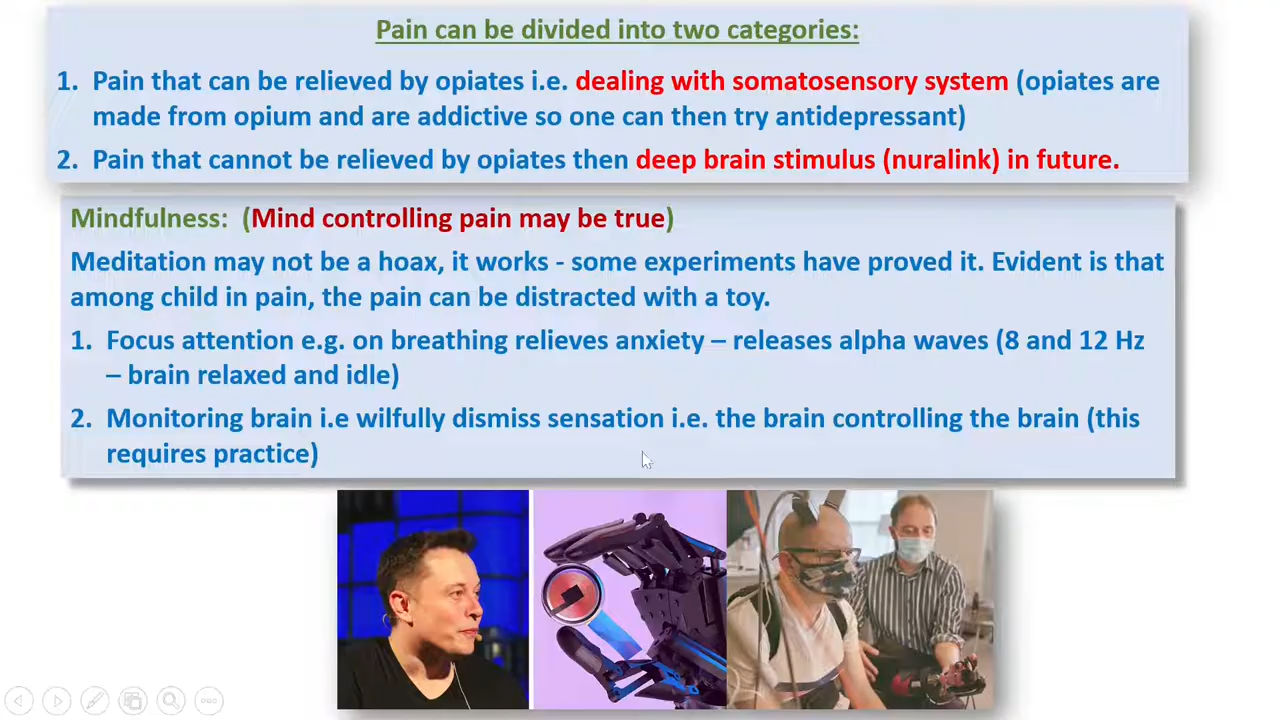 Pain can be divided into two categories:
1. Pain that can be relieved by opiates i.e. dealing with somatosensory system (opiates are
made from opium and are addictive so one can then try antidepressant)
2. Pain that cannot be relieved by opiates then deep brain stimulus (nuralink) in future.
Mindfulness: (Mind controlling pain may be true)
Meditation may not be a hoax, it works - some experiments have proved it. Evident is that
among child in pain, the pain can be distracted with a toy.
1. Focus attention e.g. on breathing relieves anxiety – releases alpha waves (8 and 12 Hz
– brain relaxed and idle)
2. Monitoring brain i.e wilfully dismiss sensation i.e. the brain controlling the brain (this
requires practice)